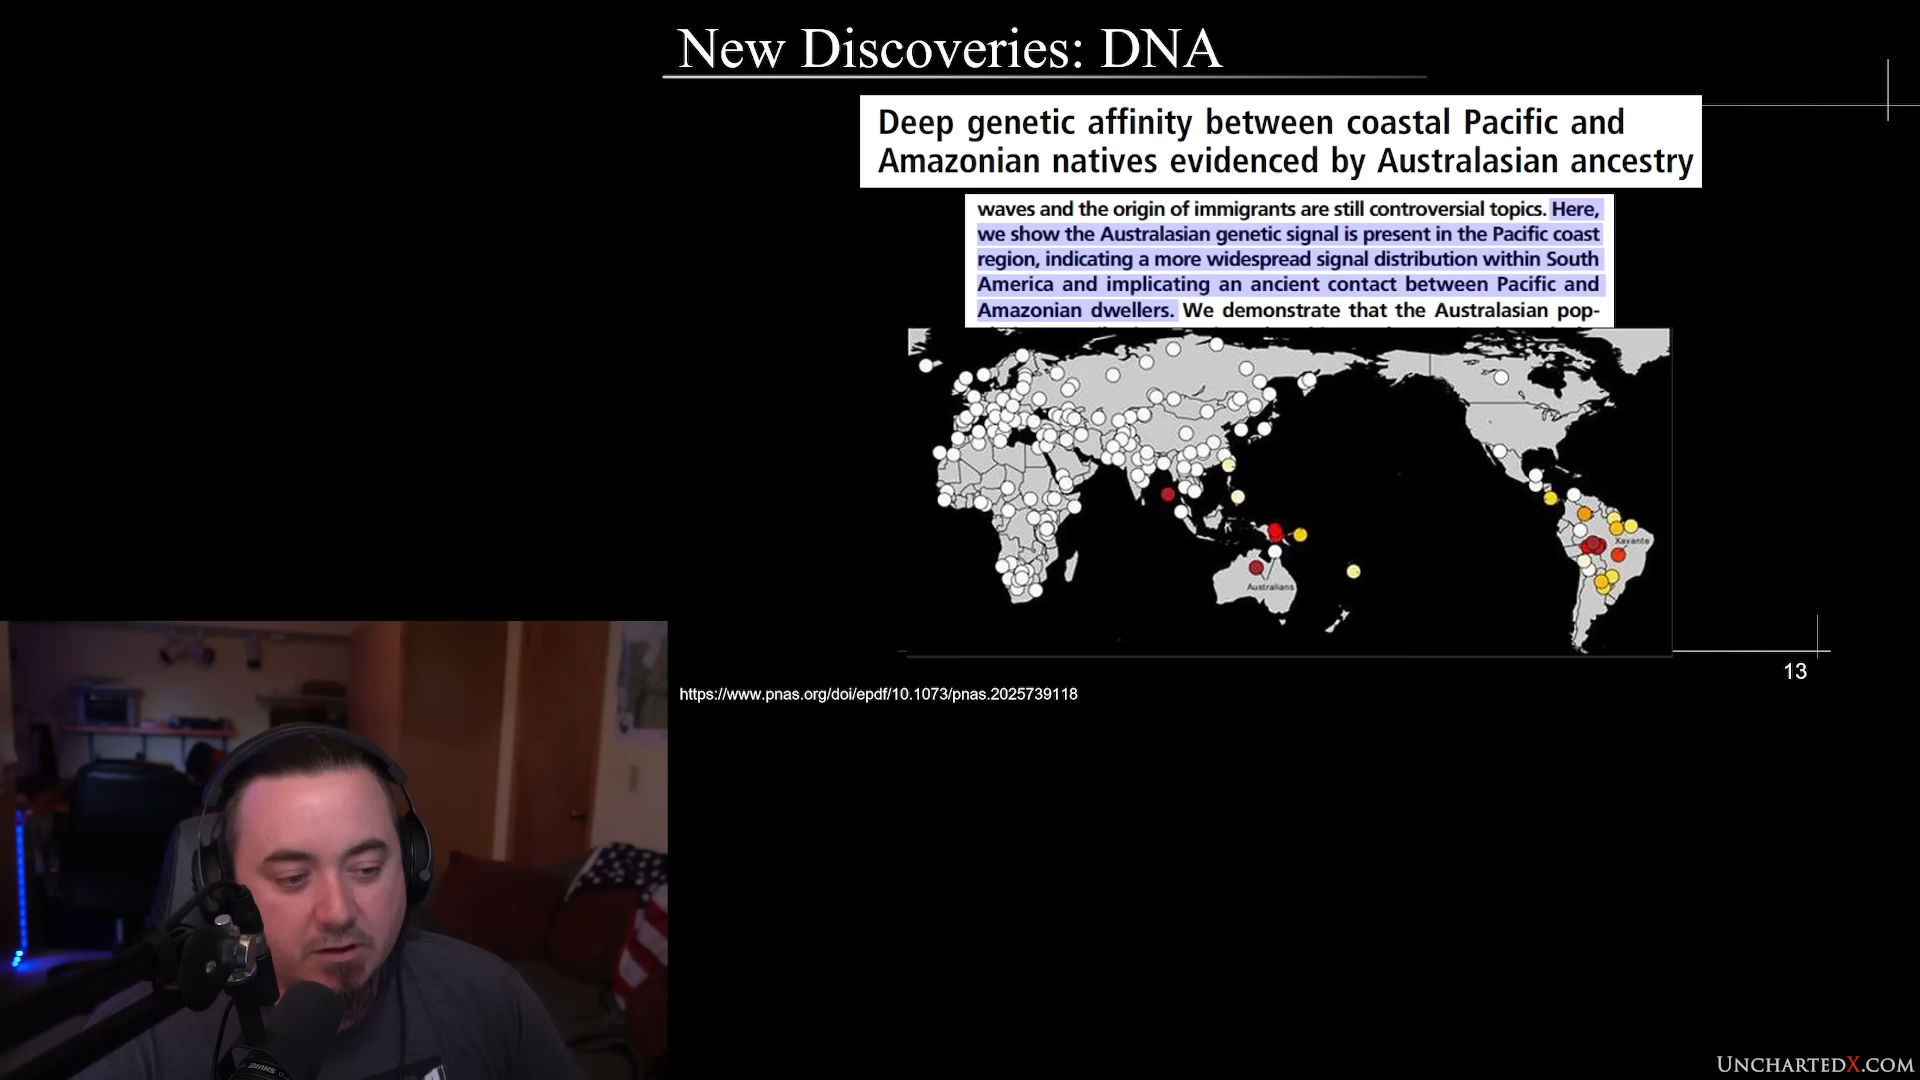 New Discoveries: DNA
Deep genetic affinity between coastal Pacific and
Amazonian natives evidenced by Australasian ancestry
waves and the origin of immigrants are still controversial topics. Here,
we show the Australasian genetic signal is present in the Pacific coast
region, indicating a more widespread signal distribution within South
America and implicating an ancient contact between Pacific and
Amazonian dwellers. We demonstrate that the Australasian pop-
Xavante
Australians
13
https://www.pnas.org/doi/epdf/10.1073/pnas.2025739118
SHURE
UNCHARTEDX.COM